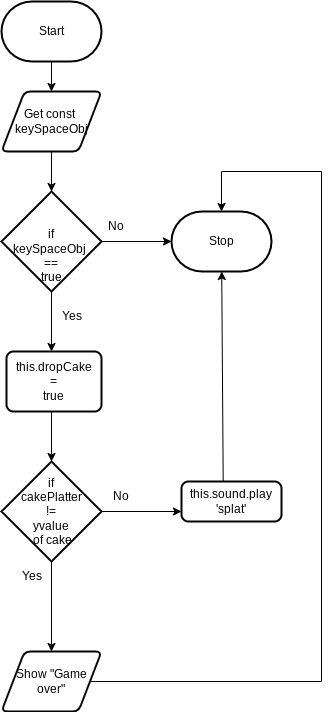 Start
Get const
keySpaceObj
if
keySpaceObj
==
true
No
Stop
Yes
this.dropCake
=
true
if
cakePlatter
!=
yvalue
of cake
No
this.sound.play
'splat'
Yes
Show "Game
over"